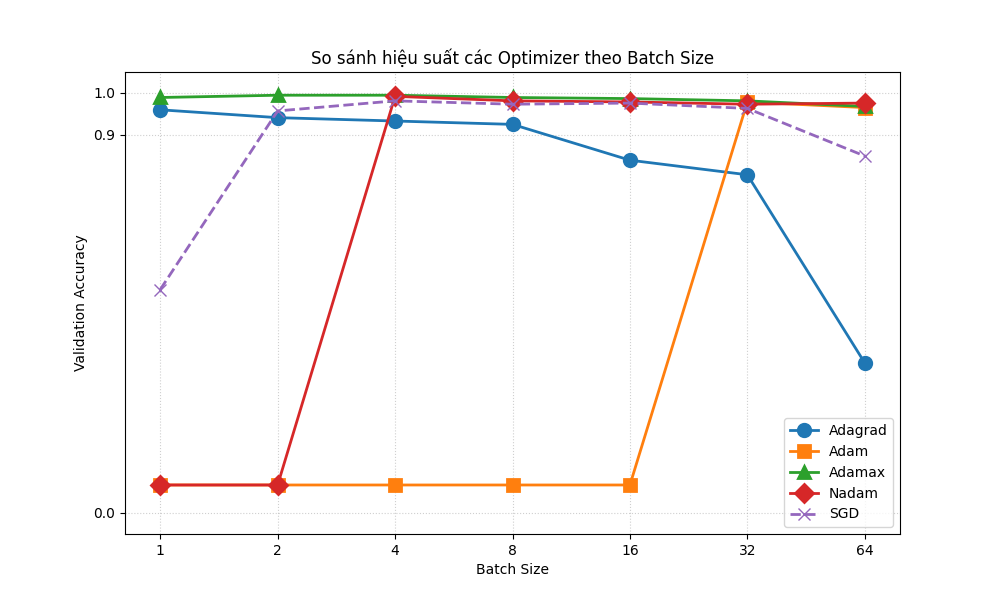 So sánh hiệu suất các Optimizer theo Batch Size
Validation Accuracy
1.0
0.9
0.0
1 2 4 8 16 32 64
Batch Size
Adagrad
Adam
Adamax
Nadam
SGD